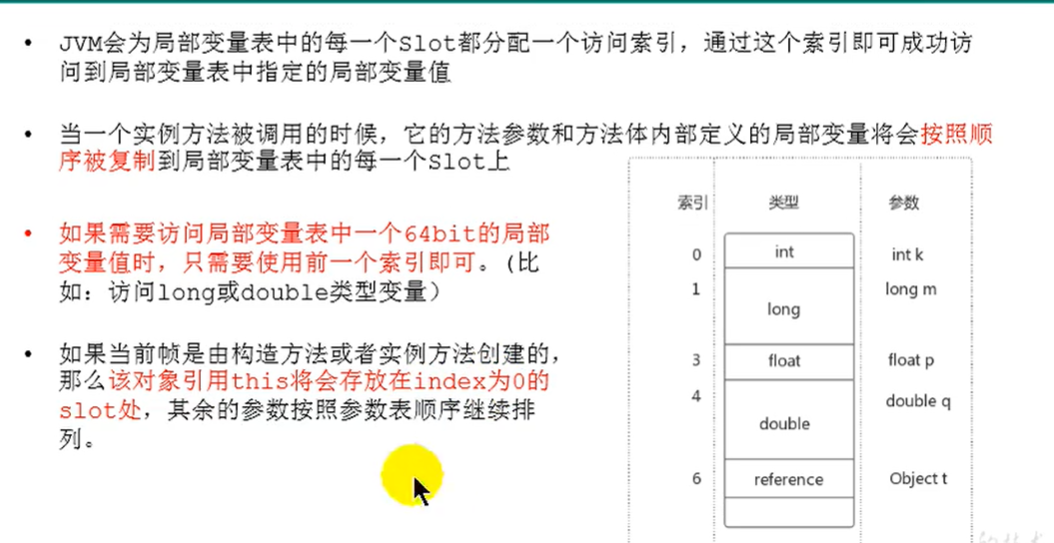 • JVM会为局部变量表中的每一个Slot都分配一个访问索引，通过这个索引即可成功访
问到局部变量表中指定的局部变量值
• 当一个实例方法被调用的时候，它的方法参数和方法体内部定义的局部变量将会按照顺
序被复制到局部变量表中的每一个Slot上
• 如果需要访问局部变量表中一个64bit的局部
变量值时，只需要使用前一个索引即可。(比
如：访问long或double类型变量）
• 如果当前帧是由构造方法或者实例方法创建的，
那么该对象引用this将会存放在index为0的
slot处，其余的参数按照参数表顺序继续排
列。
索引 类型 参数
0 int int k
1 long long m
3 float float p
4 double double q
6 reference Object t